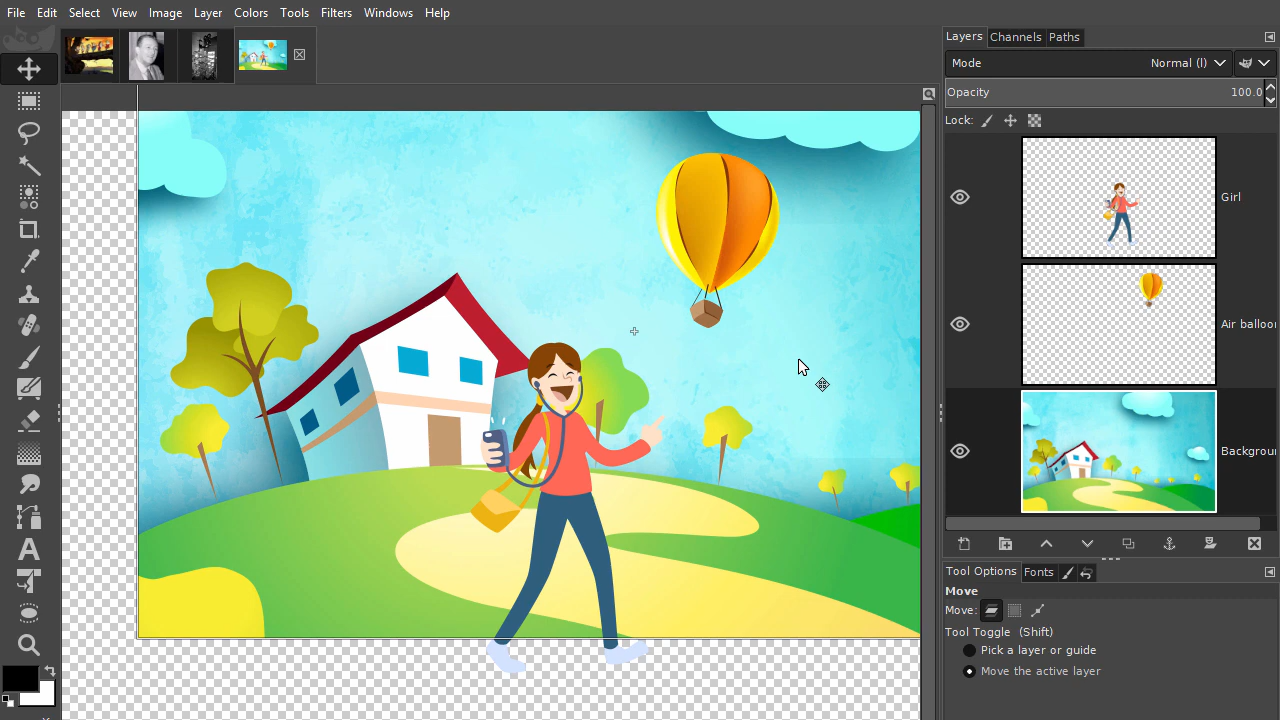 File Edit Select View Image Layer Colors Tools Filters Windows Help
Layers Channels Paths
Mode Normal (l)
Opacity 100.0
Lock:
Girl
Air balloo
Backgrou
Tool Options Fonts
Move
Move:
Tool Toggle (Shift)
Pick a layer or guide
Move the active layer